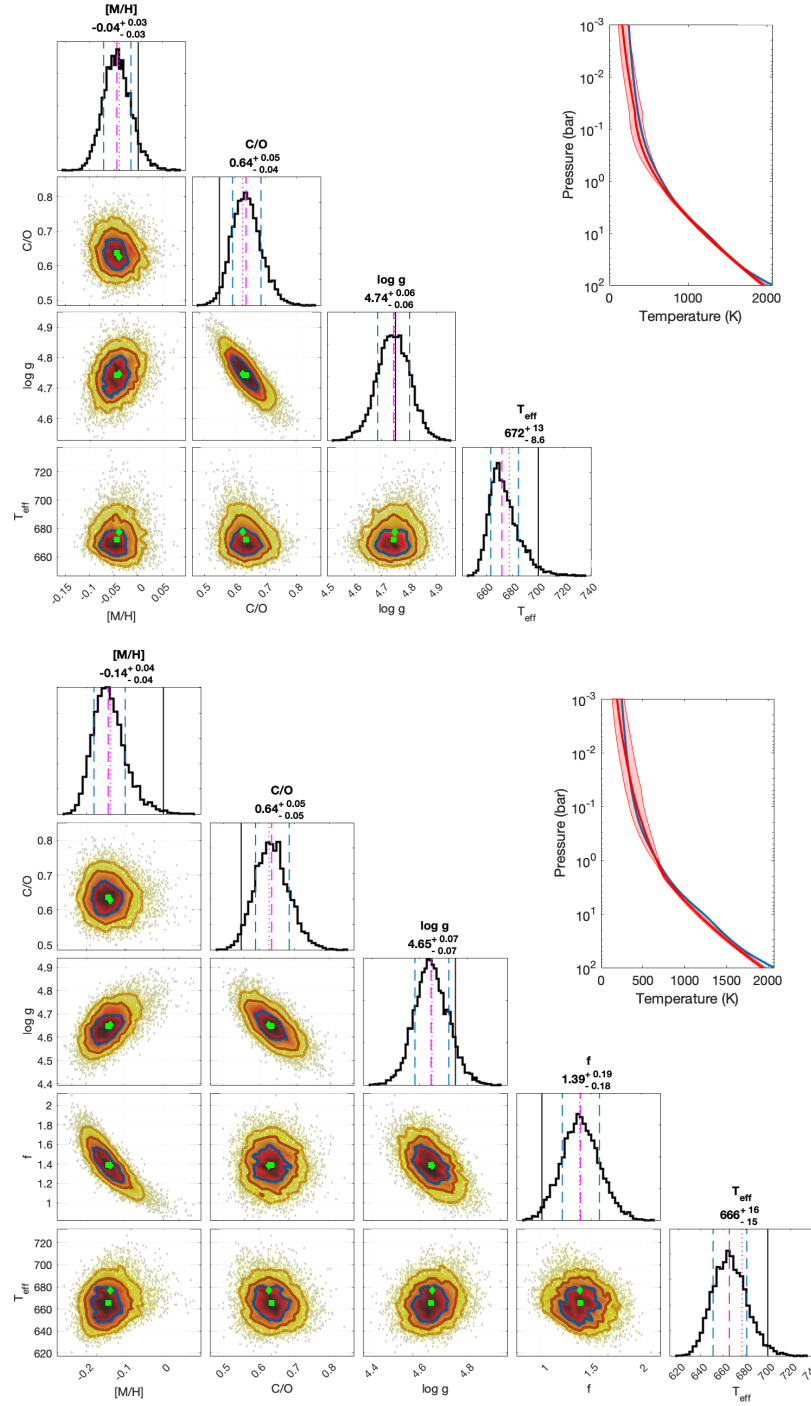 [M/H]
-0.04 + 0.03 - 0.03
C/O
0.64 + 0.05 - 0.04
log g
4.74 + 0.06 - 0.06
T_eff
672 + 13 - 8.6
C/O
0.8
0.7
0.6
0.5
log g
4.9
4.8
4.7
4.6
T_eff
720
700
680
660
-0.15 -0.1 -0.05 0 0.05
[M/H]
0.6 0.8
C/O
4.5 4.6 4.7 4.8 4.9
log g
660 680 700 720 740
T_eff
Pressure (bar)
10^-3
10^-2
10^-1
10^0
10^1
10^2
0 1000 2000
Temperature (K)
[M/H]
-0.14 + 0.04 - 0.04
C/O
0.64 + 0.05 - 0.05
log g
4.65 + 0.07 - 0.07
f
1.39 + 0.19 - 0.18
T_eff
666 + 16 - 15
C/O
0.8
0.7
0.6
0.5
log g
4.9
4.8
4.7
4.6
4.5
4.4
f
2
1.8
1.6
1.4
1.2
1
T_eff
720
700
680
660
640
620
-0.2 -0.1 0
[M/H]
0.5 0.6 0.7 0.8
C/O
4.4 4.6 4.8
log g
1 1.5 2
f
620 640 660 680 700 720
T_eff
Pressure (bar)
10^-3
10^-2
10^-1
10^0
10^1
10^2
0 500 1000 1500 2000
Temperature (K)